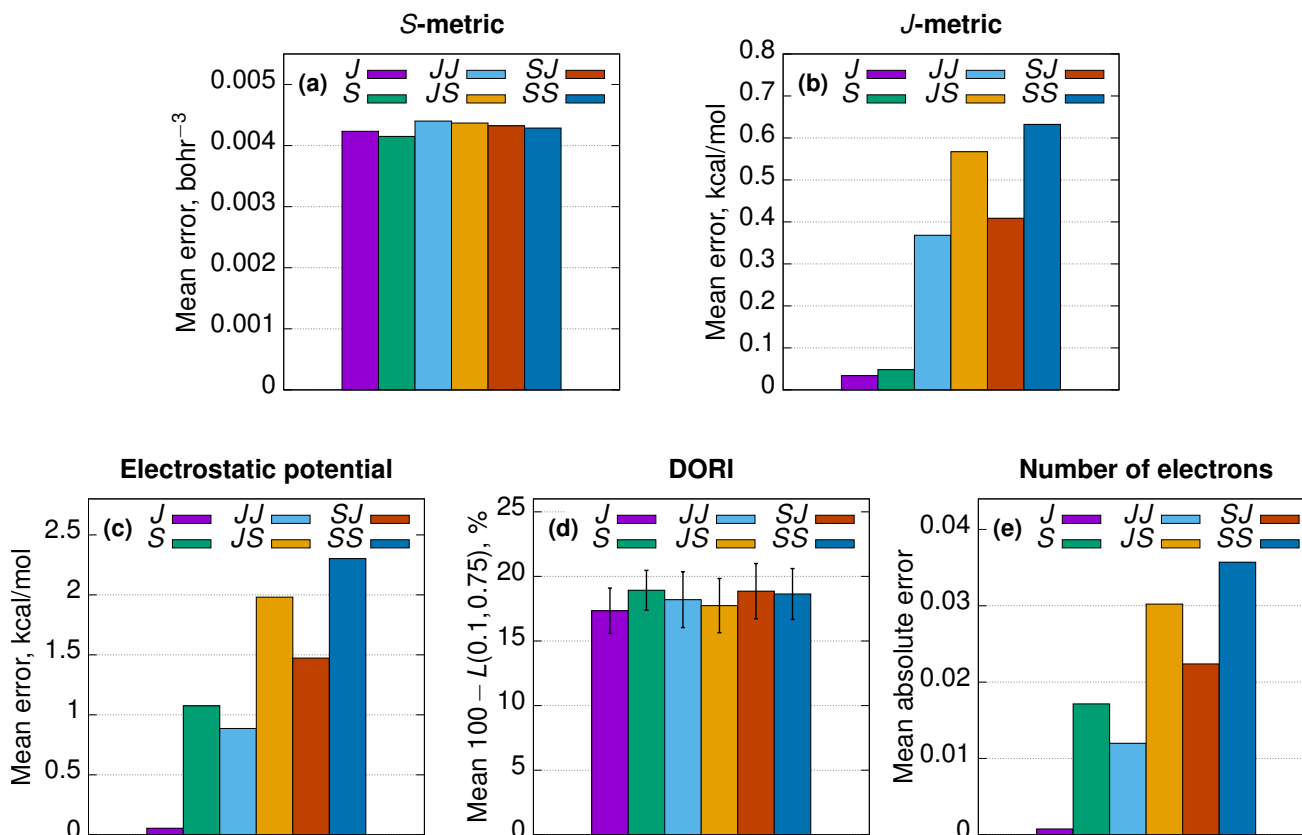 S-metric
(a) J JJ SJ
S JS SS
Mean error, bohr⁻³
0.005
0.004
0.003
0.002
0.001
0
J-metric
(b) J JJ SJ
S JS SS
Mean error, kcal/mol
0.8
0.7
0.6
0.5
0.4
0.3
0.2
0.1
0
Electrostatic potential
(c) J JJ SJ
S JS SS
Mean error, kcal/mol
2.5
2
1.5
1
0.5
0
DORI
(d) J JJ SJ
S JS SS
Mean 100 − L(0.1, 0.75), %
25
20
15
10
5
0
Number of electrons
(e) J JJ SJ
S JS SS
Mean absolute error
0.04
0.03
0.02
0.01
0